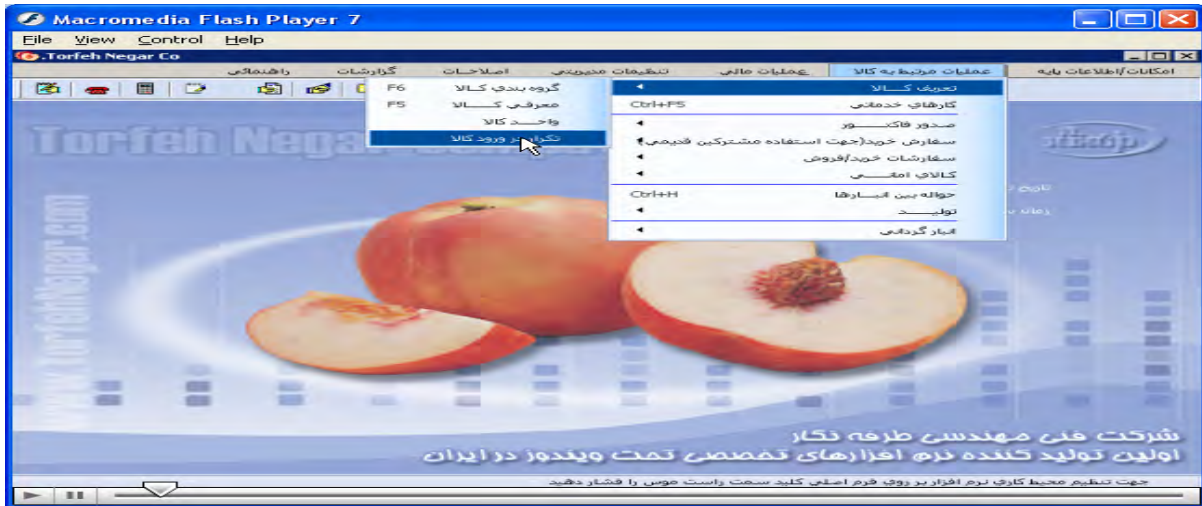 Macromedia Flash Player 7
File View Control Help
.Torfeh Negar Co
امکانات/اطلاعات پایه
عملیات مرتبط به کالا
عملیات مالی
تنظیمات مدیریتی
اصلاحات
گزارشات
راهنمائی
تعریف کالا
کارهای خدماتی Ctrl+F5
صدور فاکتور
سفارش خرید(جهت استفاده مشترکین قدیمی)
سفارشات خرید/فروش
کالای امانی
حواله بین انبارها Ctrl+H
تولید
انبار گردانی
گروه بندی کالا F6
معرفی کالا F5
واحد کالا
تکرار در ورود کالا
Torfeh Negar
www.TorfehNegar.com
شرکت فنی مهندسی طرفه نگار
اولین تولید کننده نرم افزارهای تخصصی تحت ویندوز در ایران
جهت تنظیم محیط کاری نرم افزار بر روی فرم اصلی کلید سمت راست موس را فشار دهید